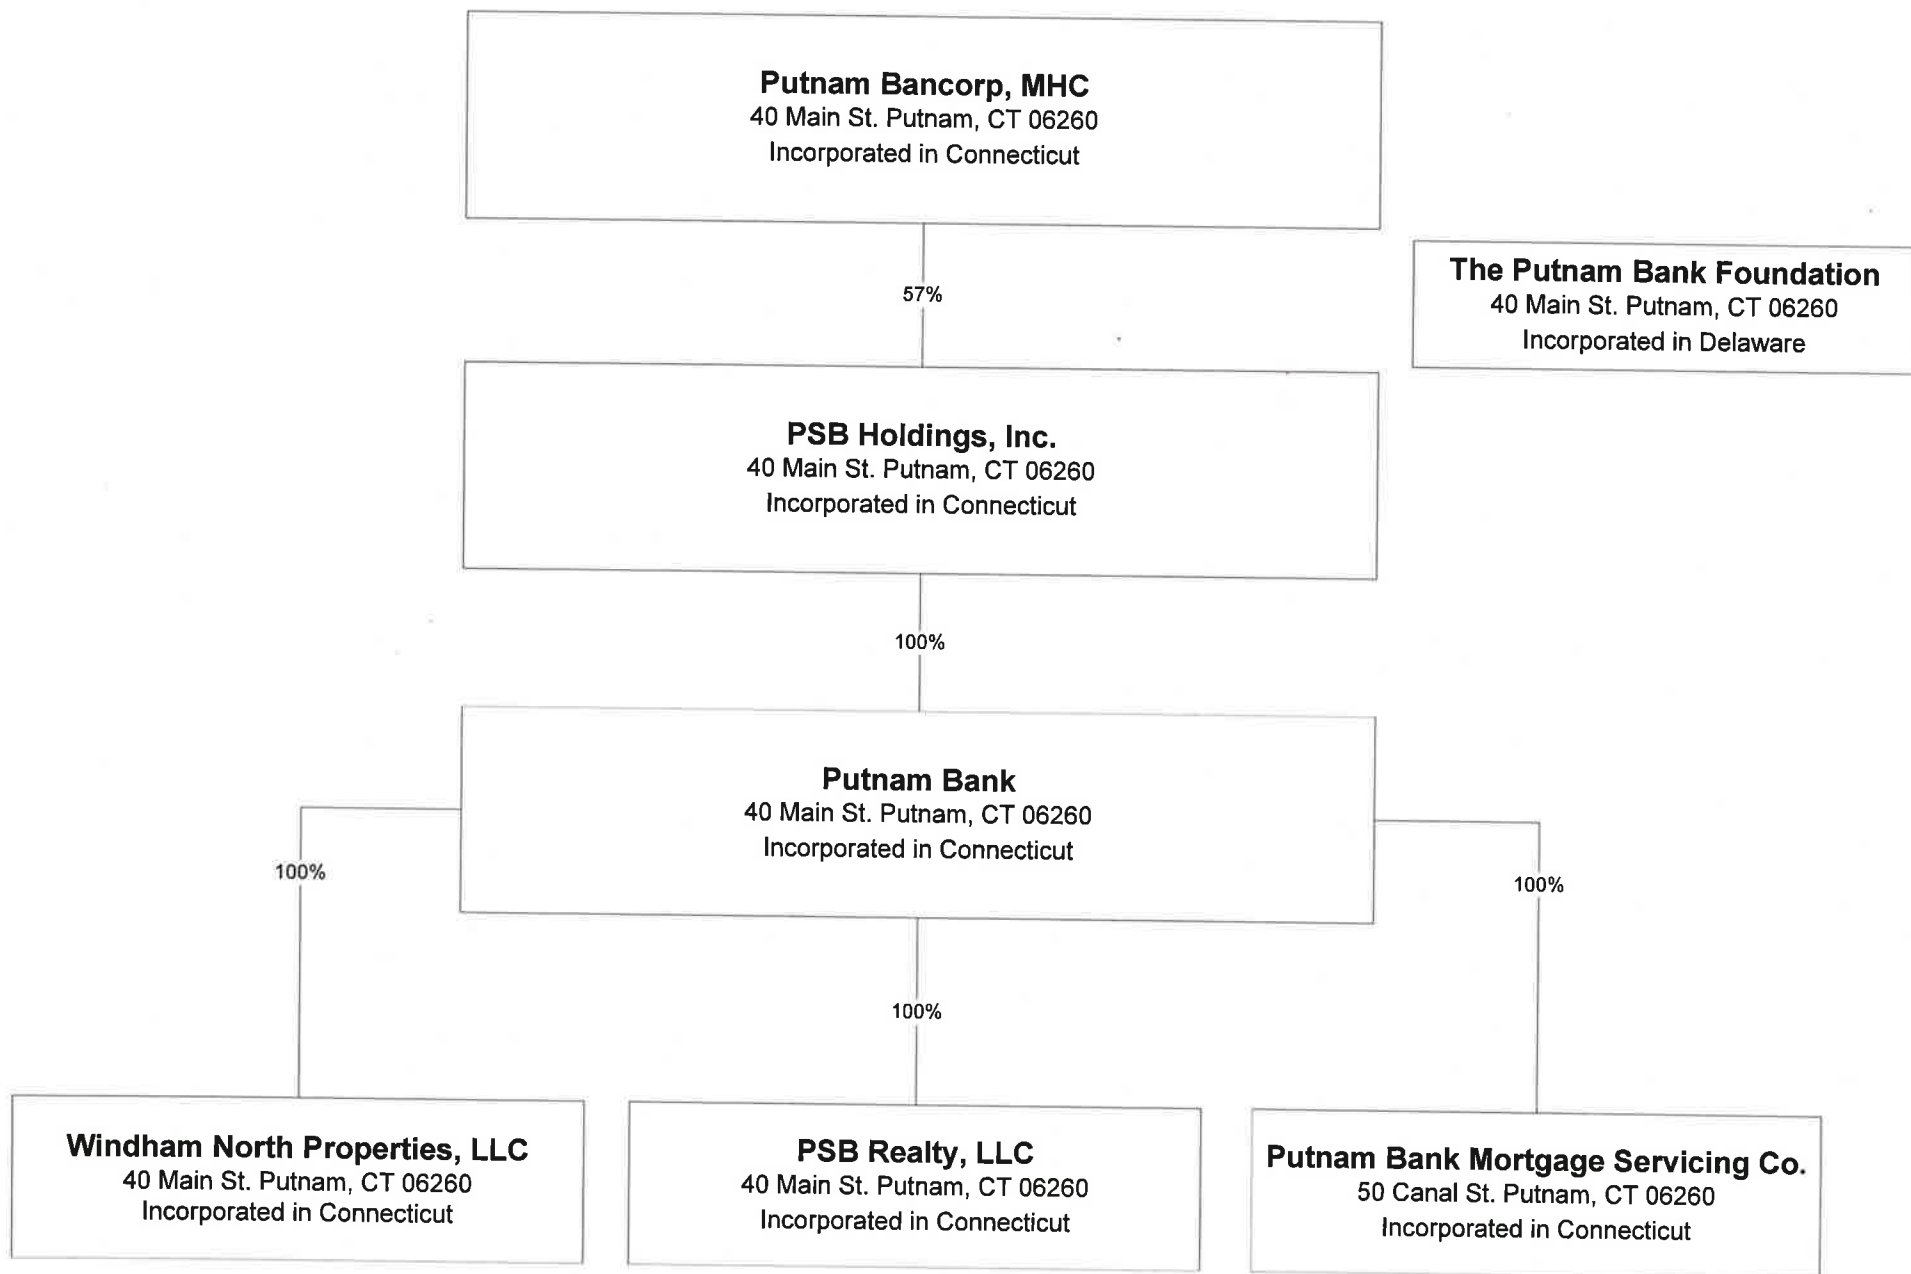 Putnam Bancorp, MHC
40 Main St. Putnam, CT 06260
Incorporated in Connecticut
The Putnam Bank Foundation
40 Main St. Putnam, CT 06260
Incorporated in Delaware
57%
PSB Holdings, Inc.
40 Main St. Putnam, CT 06260
Incorporated in Connecticut
100%
Putnam Bank
40 Main St. Putnam, CT 06260
Incorporated in Connecticut
100%
100%
100%
Windham North Properties, LLC
40 Main St. Putnam, CT 06260
Incorporated in Connecticut
PSB Realty, LLC
40 Main St. Putnam, CT 06260
Incorporated in Connecticut
Putnam Bank Mortgage Servicing Co.
50 Canal St. Putnam, CT 06260
Incorporated in Connecticut